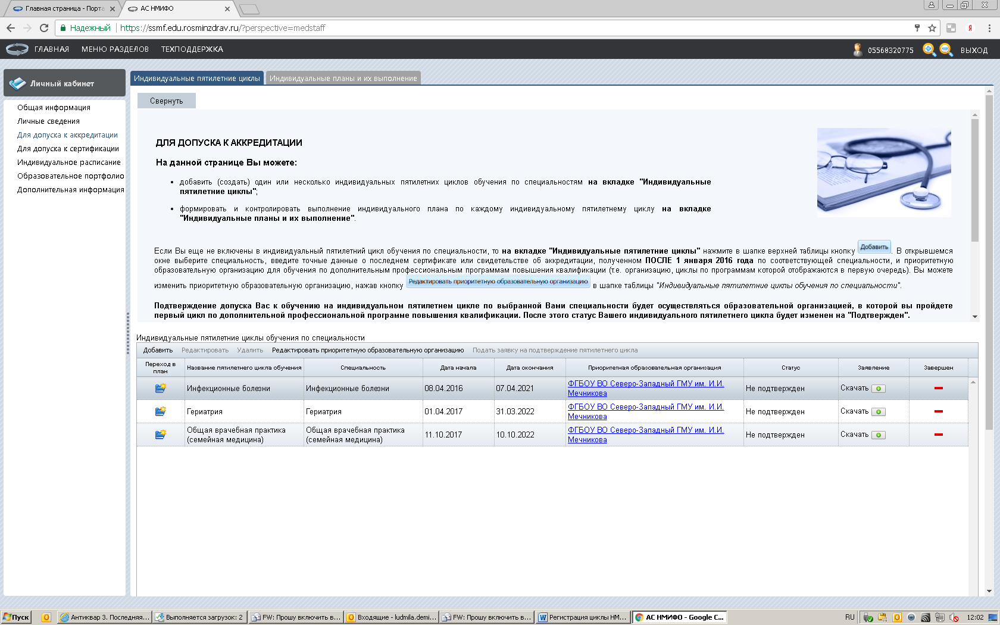 Главная страница - Порта
АС НМИФО
Надежный
https://ssmf.edu.rosminzdrav.ru/?perspective=medstaff
ГЛАВНАЯ
МЕНЮ РАЗДЕЛОВ
ТЕХПОДДЕРЖКА
05568320775
ВЫХОД
Личный кабинет
Общая информация
Личные сведения
Для допуска к аккредитации
Для допуска к сертификации
Индивидуальное расписание
Образовательное портфолио
Дополнительная информация
Индивидуальные пятилетние циклы
Индивидуальные планы и их выполнение
Свернуть
ДЛЯ ДОПУСКА К АККРЕДИТАЦИИ
На данной странице Вы можете:
• добавить (создать) один или несколько индивидуальных пятилетних циклов обучения по специальностям на вкладке "Индивидуальные
пятилетние циклы";
• формировать и контролировать выполнение индивидуального плана по каждому индивидуальному пятилетнему циклу на вкладке
"Индивидуальные планы и их выполнение".
Если Вы еще не включены в индивидуальный пятилетний цикл обучения по специальности, то на вкладке "Индивидуальные пятилетние циклы" нажмите в шапке верхней таблицы кнопку Добавить. В открывшемся
окне выберите специальность, введите точные данные о последнем сертификате или свидетельстве об аккредитации, полученном ПОСЛЕ 1 января 2016 года по соответствующей специальности, и приоритетную
образовательную организацию для обучения по дополнительным профессиональным программам повышения квалификации (т.е. организацию, циклы по программам которой отображаются в первую очередь). Вы можете
изменить приоритетную образовательную организацию, нажав кнопку Редактировать приоритетную образовательную организацию в шапке таблицы "Индивидуальные пятилетние циклы обучения по специальности".
Подтверждение допуска Вас к обучению на индивидуальном пятилетнем цикле по выбранной Вами специальности будет осуществляться образовательной организацией, в которой вы пройдете
первый цикл по дополнительной профессиональной программе повышения квалификации. После этого статус Вашего индивидуального пятилетнего цикла будет изменен на "Подтвержден".
Индивидуальные пятилетние циклы обучения по специальности
Добавить Редактировать Удалить Редактировать приоритетную образовательную организацию Подать заявку на подтверждение пятилетнего цикла
Переход в
план
Название пятилетнего цикла обучения
Специальность
Дата начала
Дата окончания
Приоритетная образовательная организация
Статус
Заявление
Завершен
Инфекционные болезни
Инфекционные болезни
08.04.2016
07.04.2021
ФГБОУ ВО Северо-Западный ГМУ им. И.И.
Мечникова
Не подтвержден
Скачать
Гериатрия
Гериатрия
01.04.2017
31.03.2022
ФГБОУ ВО Северо-Западный ГМУ им. И.И.
Мечникова
Не подтвержден
Скачать
Общая врачебная практика
(семейная медицина)
Общая врачебная практика
(семейная медицина)
11.10.2017
10.10.2022
ФГБОУ ВО Северо-Западный ГМУ им. И.И.
Мечникова
Не подтвержден
Скачать
Пуск
Антиквар 3. Последняя...
Выполняется загрузок: 2
FW: Прошу включить в...
Входящие - ludmila.demi...
FW: Прошу включить в...
Регистрация циклы НМ...
АС НМИФО - Google C...
RU
12:02